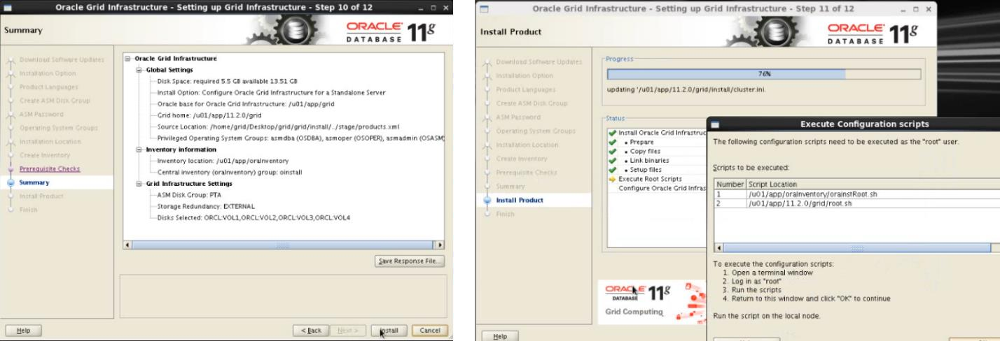 Oracle Grid Infrastructure - Setting up Grid Infrastructure - Step 10 of 12
Summary
ORACLE
DATABASE
11g
Download Software Updates
Installation Option
Product Languages
Create ASM Disk Group
ASM Password
Operating System Groups
Installation Location
Create Inventory
Prerequisite Checks
Summary
Install Product
Finish
Oracle Grid Infrastructure
Global Settings
Disk Space: required 5.5 GB available 13.51 GB
Install Option: Configure Oracle Grid Infrastructure for a Standalone Server
Oracle base for Oracle Grid Infrastructure: /u01/app/grid
Grid home: /u01/app/11.2.0/grid
Source Location: /home/grid/Desktop/grid/grid/install/../stage/products.xml
Privileged Operating System Groups: asmdba (OSDBA), asmoper (OSOPER), asmadmin (OSASM)
Inventory information
Inventory location: /u01/app/oraInventory
Central inventory (oraInventory) group: oinstall
Grid Infrastructure Settings
ASM Disk Group: PTA
Storage Redundancy: EXTERNAL
Disks Selected: ORCL:VOL1,ORCL:VOL2,ORCL:VOL3,ORCL:VOL4
Save Response File...
Help
< Back
Next >
Install
Cancel
Oracle Grid Infrastructure - Setting up Grid Infrastructure - Step 11 of 12
Install Product
ORACLE
DATABASE
11g
Download Software Updates
Installation Option
Product Languages
Create ASM Disk Group
ASM Password
Operating System Groups
Installation Location
Create Inventory
Prerequisite Checks
Summary
Install Product
Finish
Progress
76%
updating '/u01/app/11.2.0/grid/install/cluster.ini.
Status
Install Oracle Grid Infrastruc
• Prepare
• Copy files
• Link binaries
• Setup files
Execute Root Scripts
Configure Oracle Grid Infras
ORACLE
DATABASE
11g
Grid Computing
Help
Execute Configuration scripts
The following configuration scripts need to be executed as the "root" user.
Scripts to be executed:
Number Script Location
1 /u01/app/oraInventory/orainstRoot.sh
2 /u01/app/11.2.0/grid/root.sh
To execute the configuration scripts:
1. Open a terminal window
2. Log in as "root"
3. Run the scripts
4. Return to this window and click "OK" to continue
Run the script on the local node.